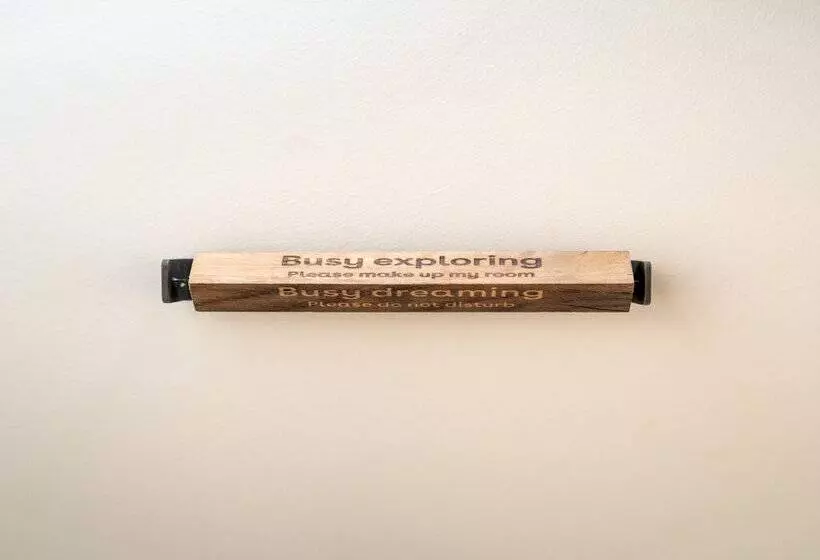 Busy exploring
Please make up my room
Busy dreaming
Please do not disturb